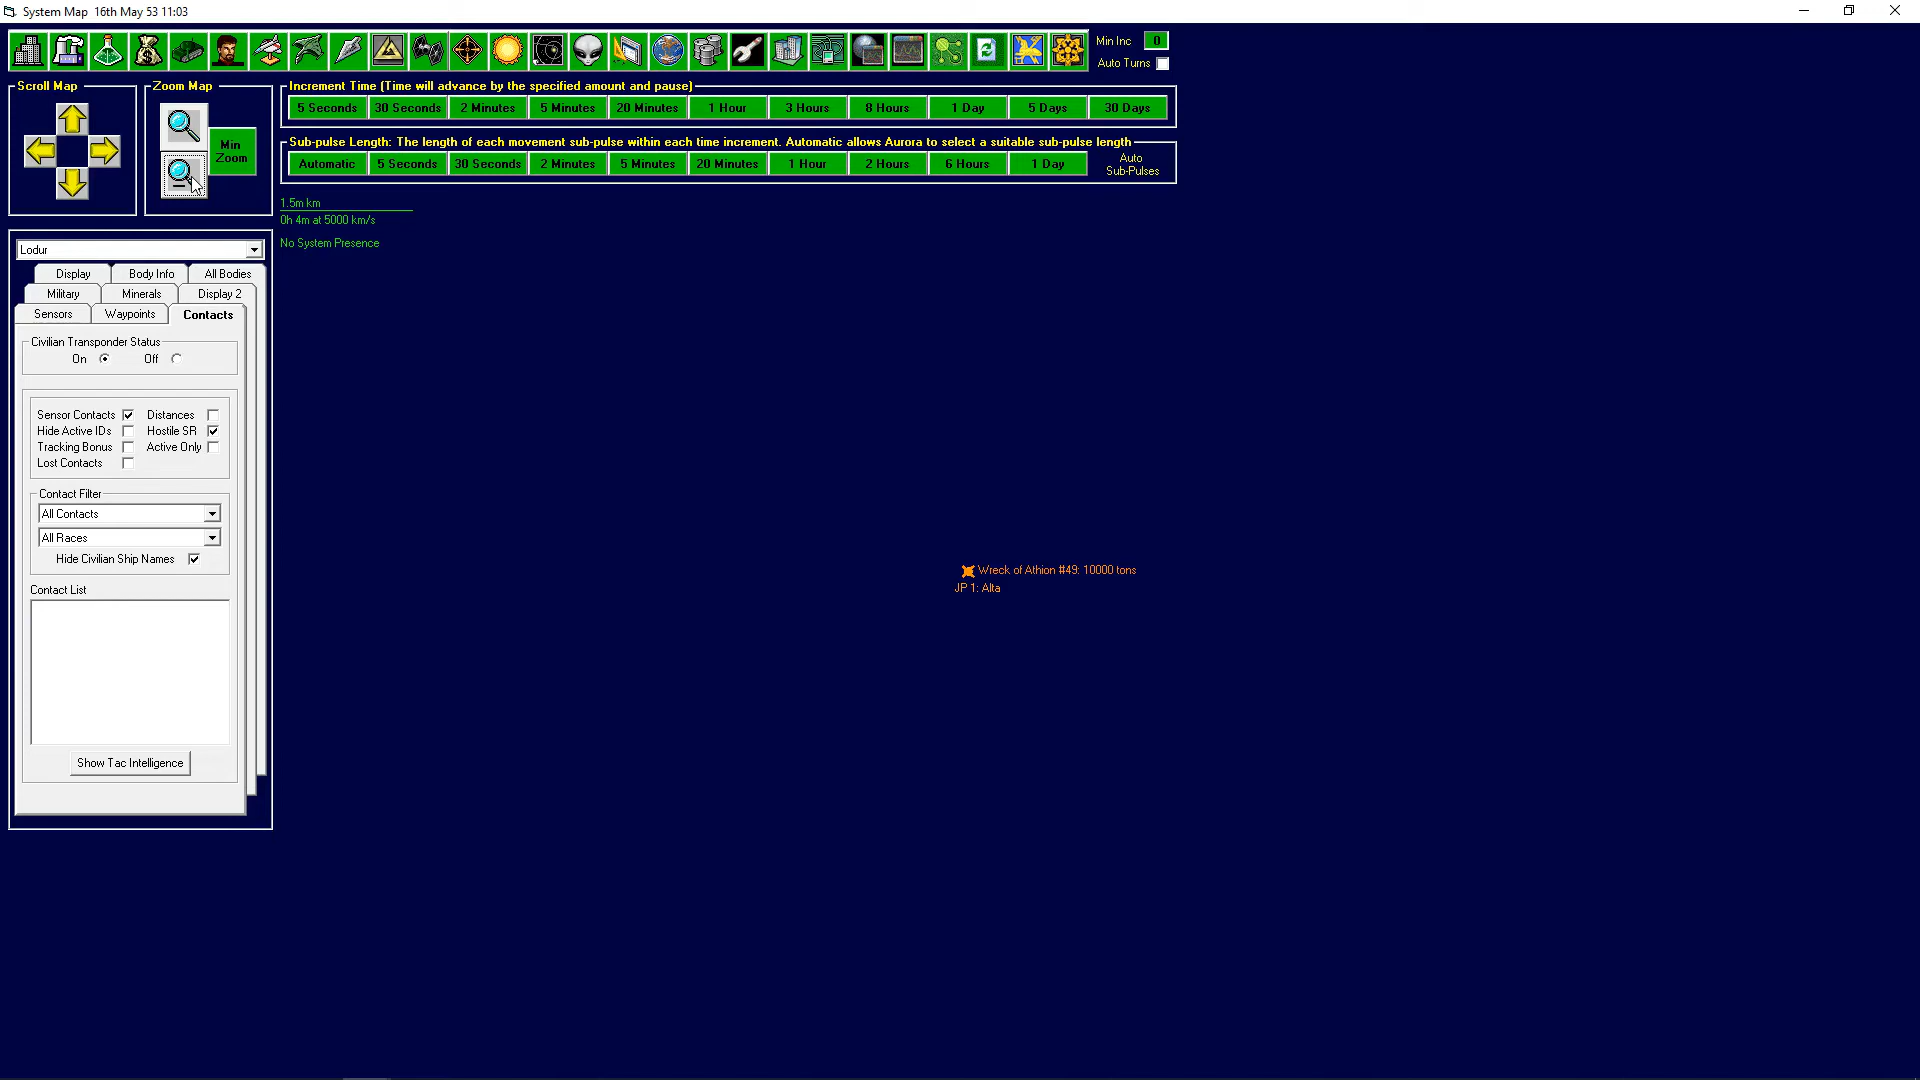 System Map  16th May 53 11:03
Min Inc 0
Auto Turns
Scroll Map
Zoom Map
Min Zoom
Increment Time (Time will advance by the specified amount and pause)
5 Seconds 30 Seconds 2 Minutes 5 Minutes 20 Minutes 1 Hour 3 Hours 8 Hours 1 Day 5 Days 30 Days
Sub-pulse Length: The length of each movement sub-pulse within each time increment. Automatic allows Aurora to select a suitable sub-pulse length
Automatic 5 Seconds 30 Seconds 2 Minutes 5 Minutes 20 Minutes 1 Hour 2 Hours 6 Hours 1 Day
Auto
Sub-Pulses
1.5m km
0h 4m at 5000 km/s
No System Presence
Lodur
Display Body Info All Bodies
Military Minerals Display 2
Sensors Waypoints Contacts
Civilian Transponder Status
On Off
Sensor Contacts Distances
Hide Active IDs Hostile SR
Tracking Bonus Active Only
Lost Contacts
Contact Filter
All Contacts
All Races
Hide Civilian Ship Names
Contact List
Show Tac Intelligence
Wreck of Athion #49: 10000 tons
JP 1: Alta